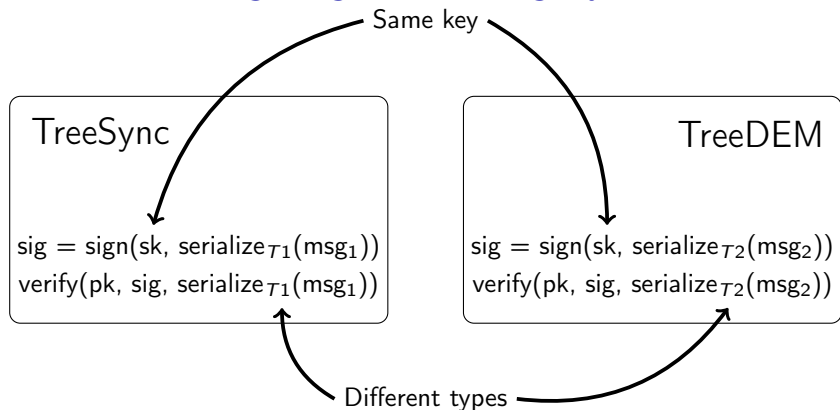 Same key
TreeSync
TreeDEM
sig = sign(sk, serialize_T1(msg_1))
verify(pk, sig, serialize_T1(msg_1))
sig = sign(sk, serialize_T2(msg_2))
verify(pk, sig, serialize_T2(msg_2))
Different types